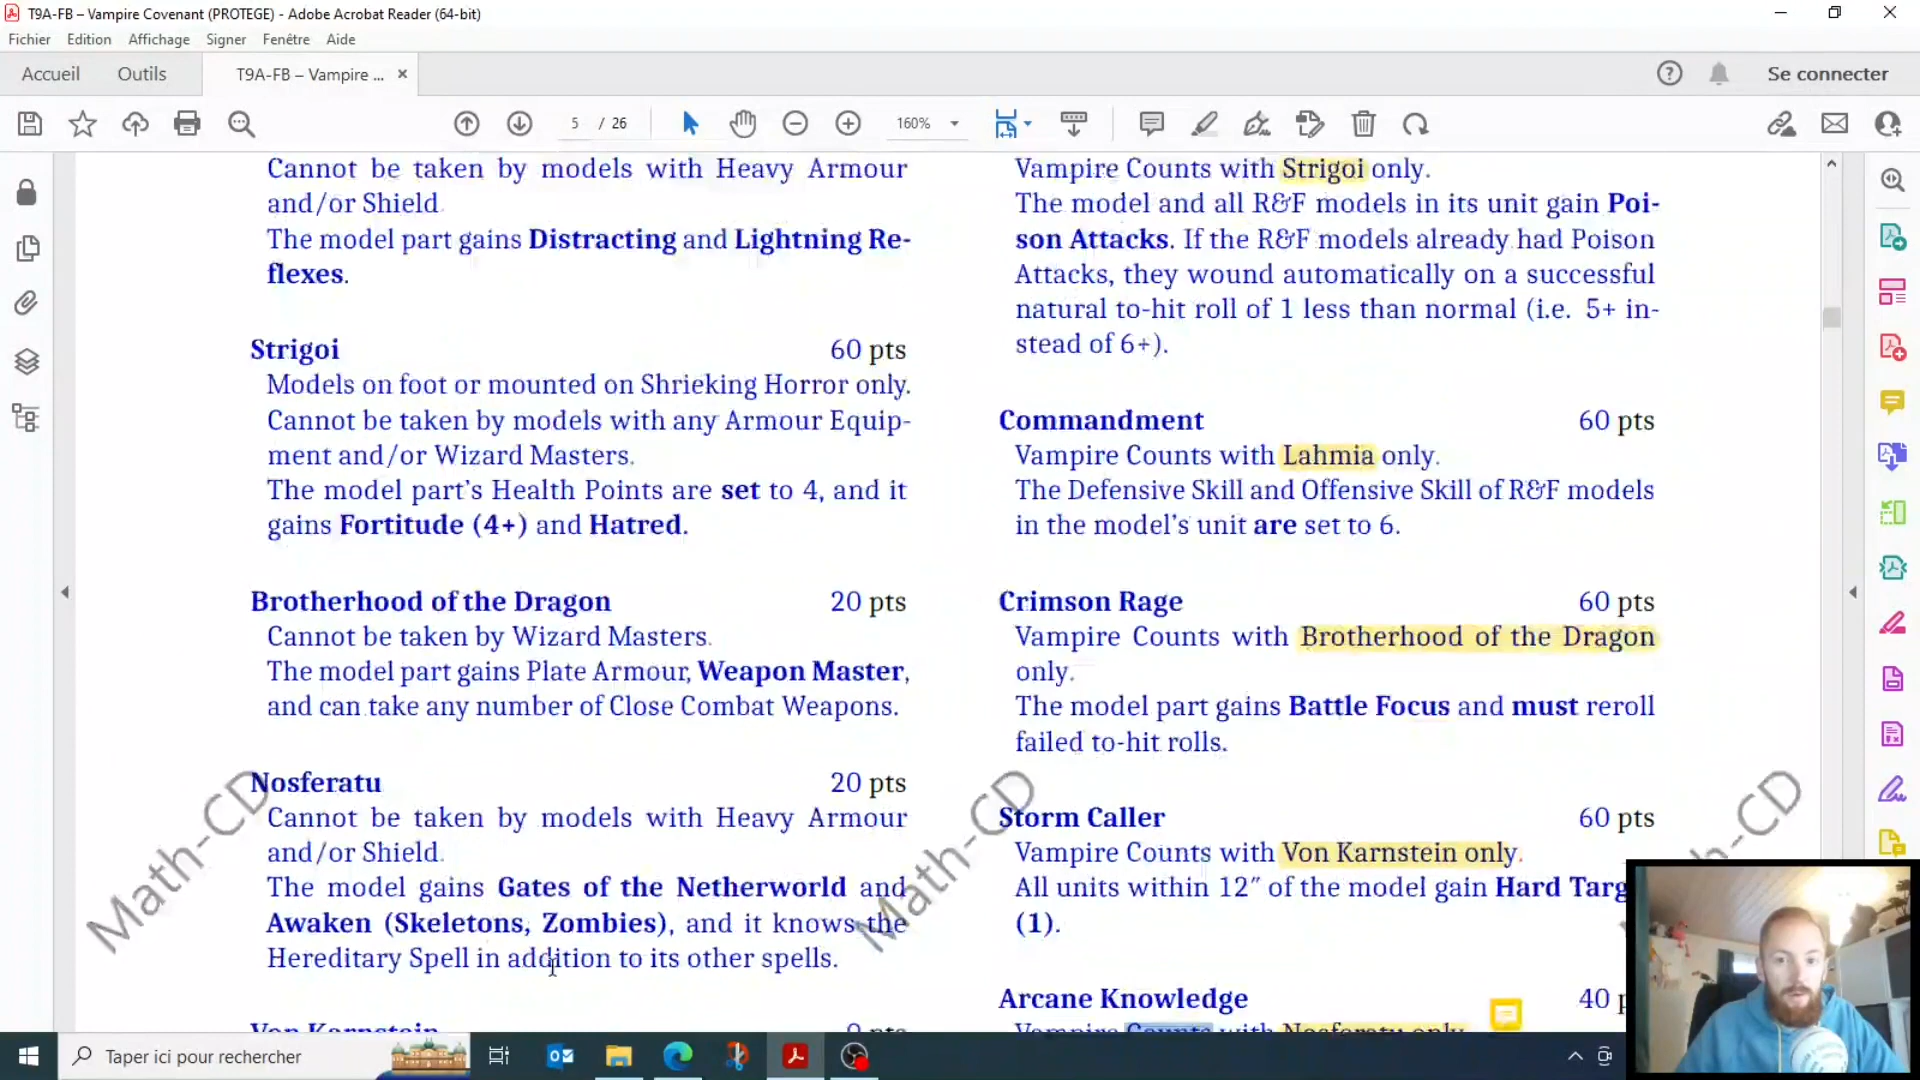 T9A-FB – Vampire Covenant (PROTEGE) - Adobe Acrobat Reader (64-bit)
Fichier Edition Affichage Signer Fenêtre Aide
Accueil Outils T9A-FB – Vampire ... × Se connecter
5 / 26 160%
Cannot be taken by models with Heavy Armour
and/or Shield.
The model part gains Distracting and Lightning Re-
flexes.
Strigoi 60 pts
Models on foot or mounted on Shrieking Horror only.
Cannot be taken by models with any Armour Equip-
ment and/or Wizard Masters.
The model part's Health Points are set to 4, and it
gains Fortitude (4+) and Hatred.
Brotherhood of the Dragon 20 pts
Cannot be taken by Wizard Masters.
The model part gains Plate Armour, Weapon Master,
and can take any number of Close Combat Weapons.
Nosferatu 20 pts
Cannot be taken by models with Heavy Armour
and/or Shield.
The model gains Gates of the Netherworld and
Awaken (Skeletons, Zombies), and it knows the
Hereditary Spell in addition to its other spells.
Von Karnstein 0 pts
Vampire Counts with Strigoi only.
The model and all R&F models in its unit gain Poi-
son Attacks. If the R&F models already had Poison
Attacks, they wound automatically on a successful
natural to-hit roll of 1 less than normal (i.e. 5+ in-
stead of 6+).
Commandment 60 pts
Vampire Counts with Lahmia only.
The Defensive Skill and Offensive Skill of R&F models
in the model's unit are set to 6.
Crimson Rage 60 pts
Vampire Counts with Brotherhood of the Dragon
only.
The model part gains Battle Focus and must reroll
failed to-hit rolls.
Storm Caller 60 pts
Vampire Counts with Von Karnstein only.
All units within 12″ of the model gain Hard Targ
(1).
Arcane Knowledge 40 p
Vampire Counts with Nosferatu only.
Math-CD
Math-CD
Math-CD
Taper ici pour rechercher